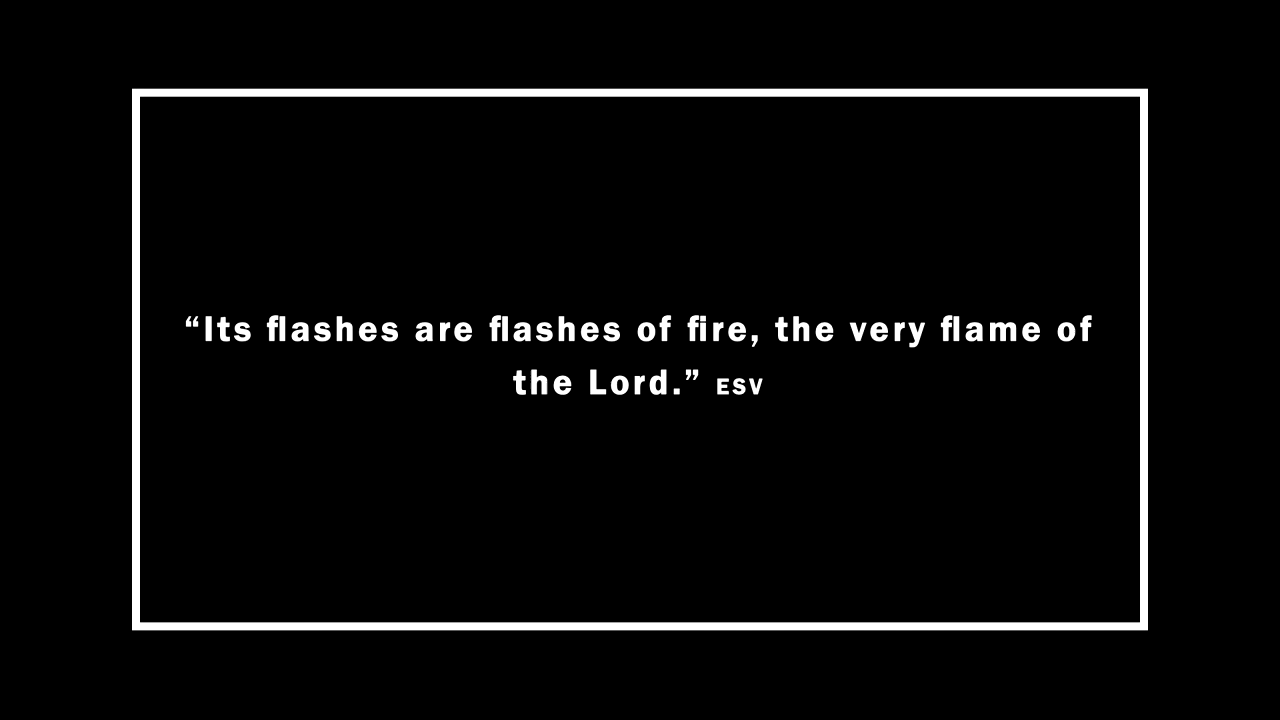 “Its flashes are flashes of fire, the very flame of
the Lord.” ESV